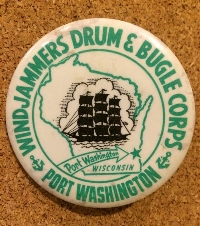 WINDJAMMERS DRUM & BUGLE CORPS
Port Washington
WISCONSIN
PORT WASHINGTON